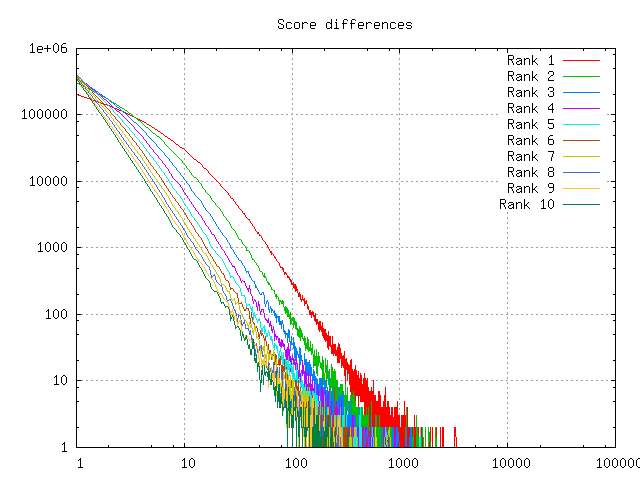 Score differences
1e+06
100000
10000
1000
100
10
1
1 10 100 1000 10000 100000
Rank 1
Rank 2
Rank 3
Rank 4
Rank 5
Rank 6
Rank 7
Rank 8
Rank 9
Rank 10